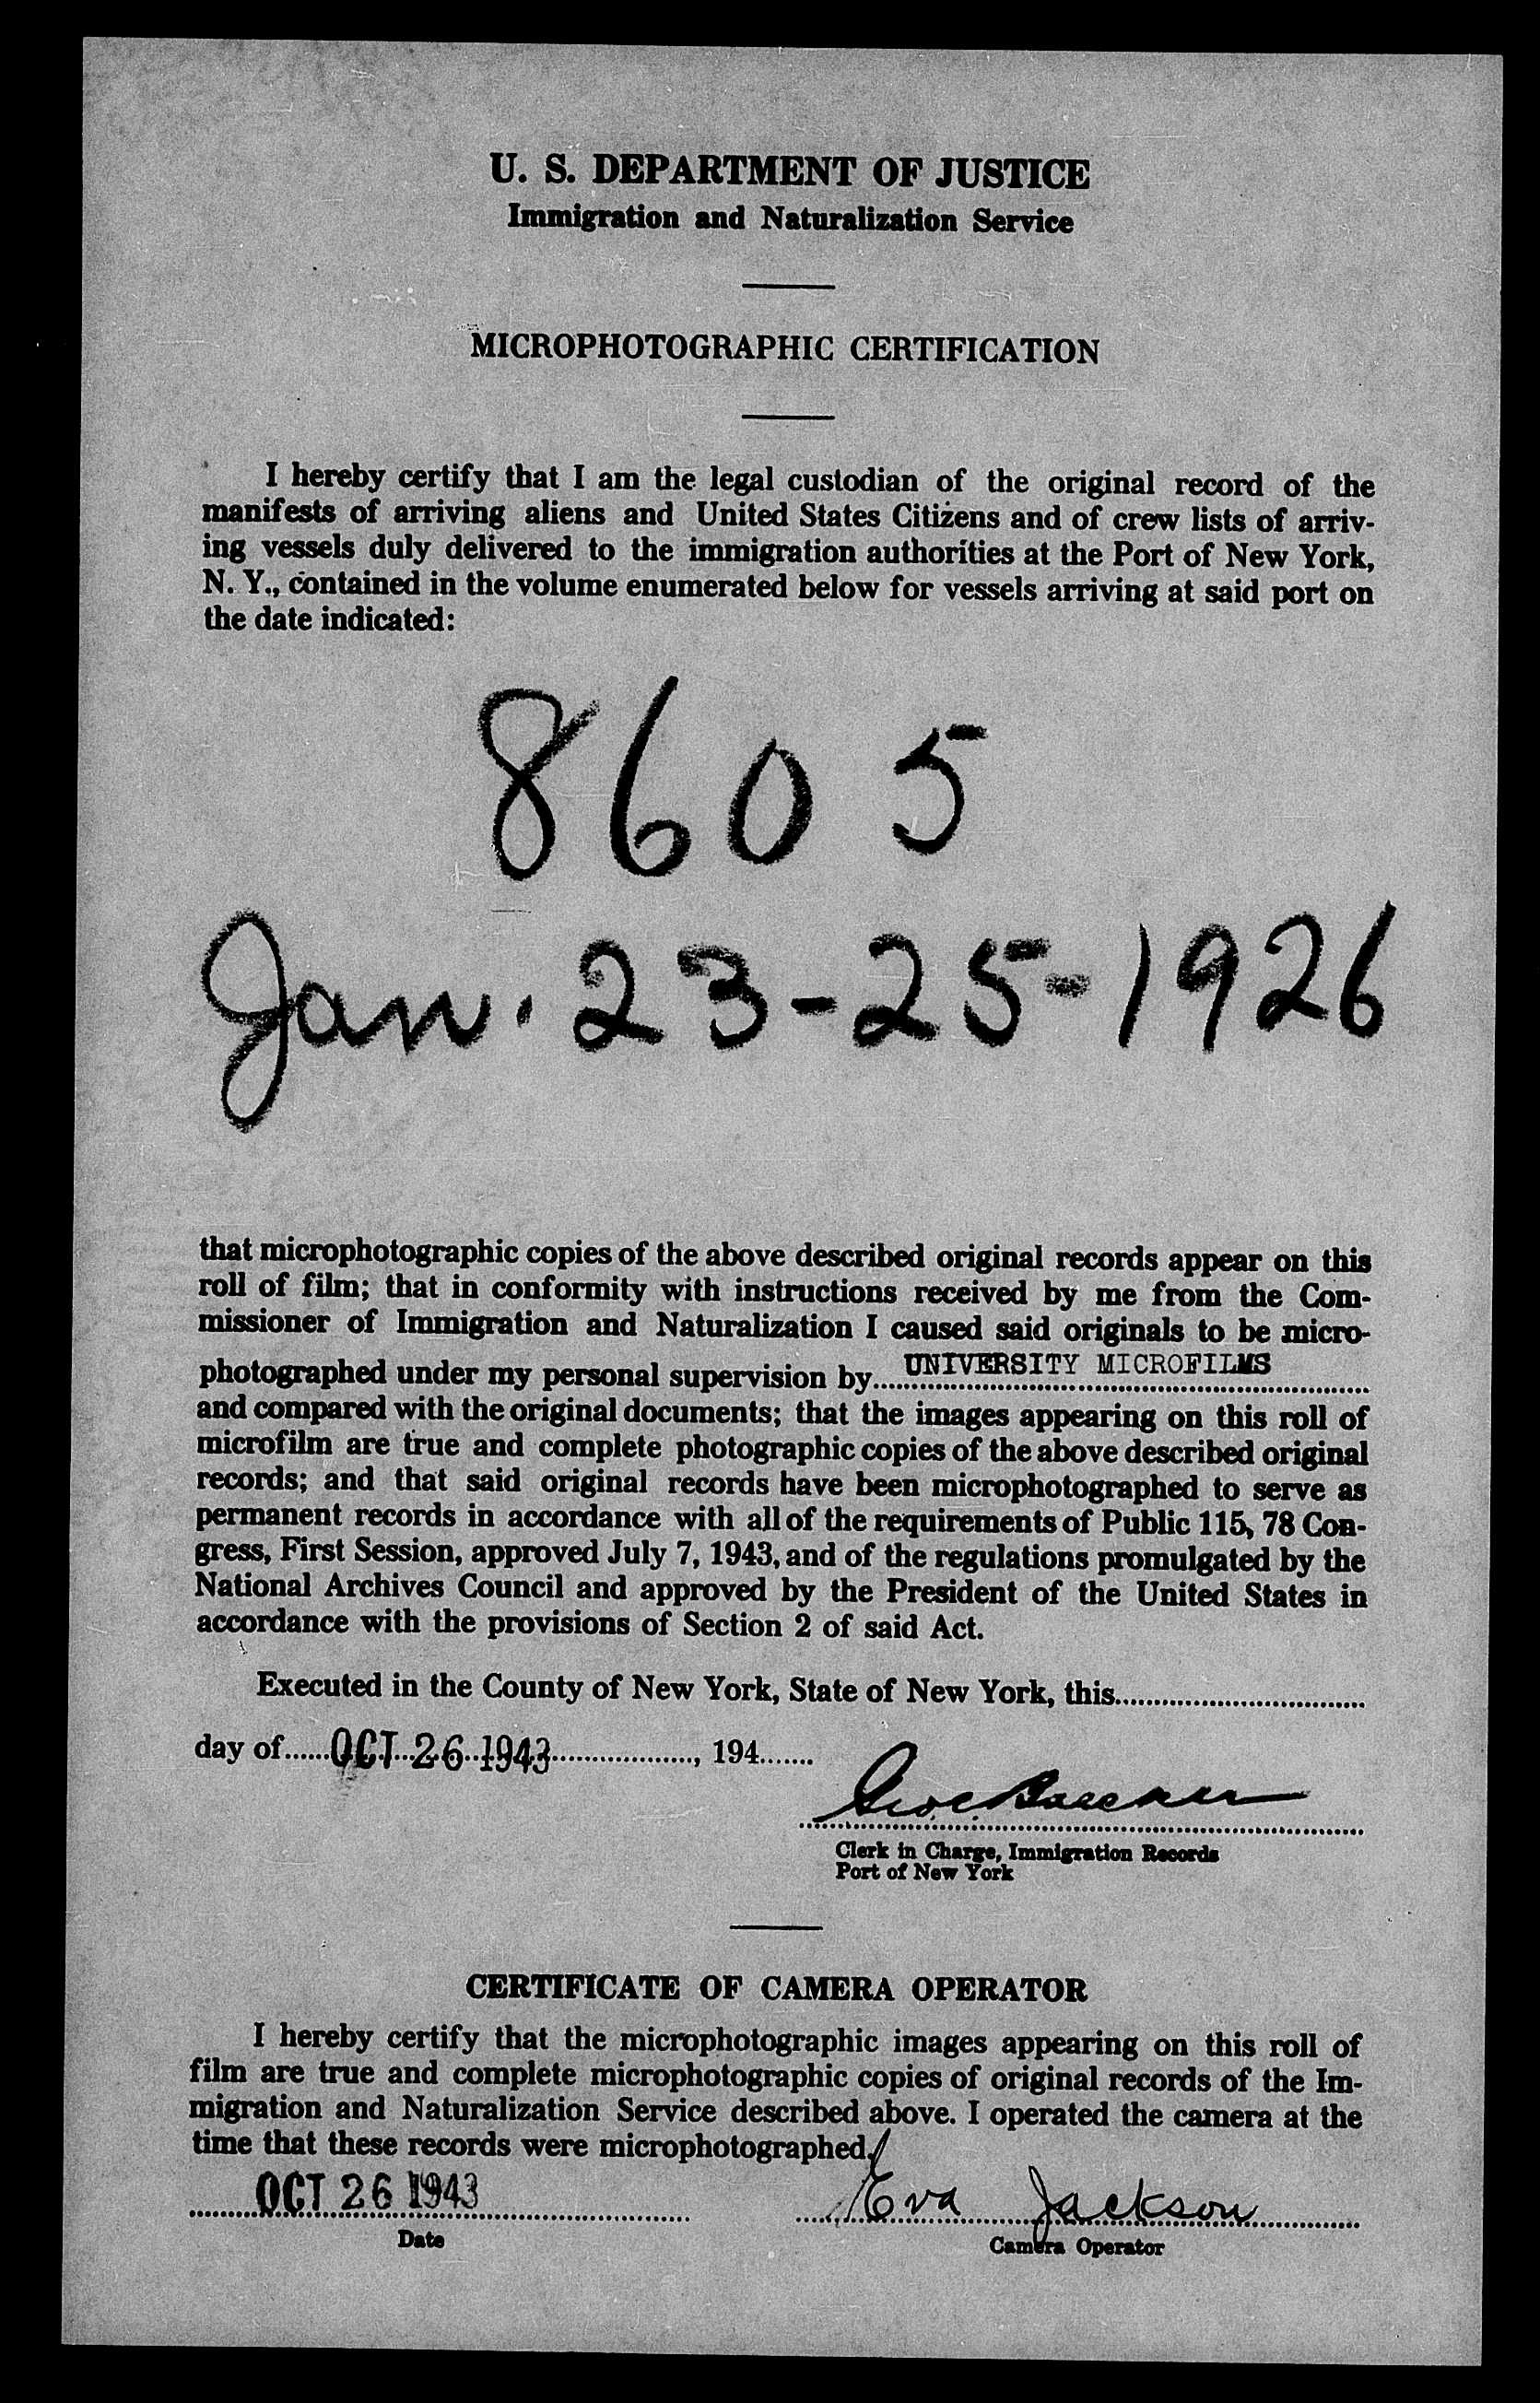 U. S. DEPARTMENT OF JUSTICE
Immigration and Naturalization Service
MICROPHOTOGRAPHIC CERTIFICATION
I hereby certify that I am the legal custodian of the original record of the
manifests of arriving aliens and United States Citizens and of crew lists of arriv-
ing vessels duly delivered to the immigration authorities at the Port of New York,
N. Y., contained in the volume enumerated below for vessels arriving at said port on
the date indicated:
8605
Jan. 23-25-1926
that microphotographic copies of the above described original records appear on this
roll of film; that in conformity with instructions received by me from the Com-
missioner of Immigration and Naturalization I caused said originals to be micro-
photographed under my personal supervision by UNIVERSITY MICROFILMS
and compared with the original documents; that the images appearing on this roll of
microfilm are true and complete photographic copies of the above described original
records; and that said original records have been microphotographed to serve as
permanent records in accordance with all of the requirements of Public 115, 78 Con-
gress, First Session, approved July 7, 1943, and of the regulations promulgated by the
National Archives Council and approved by the President of the United States in
accordance with the provisions of Section 2 of said Act.
Executed in the County of New York, State of New York, this
day of OCT 26 1943, 194
Clerk in Charge, Immigration Records
Port of New York
CERTIFICATE OF CAMERA OPERATOR
I hereby certify that the microphotographic images appearing on this roll of
film are true and complete microphotographic copies of original records of the Im-
migration and Naturalization Service described above. I operated the camera at the
time that these records were microphotographed.
OCT 26 1943 Eva Jackson
Date Camera Operator